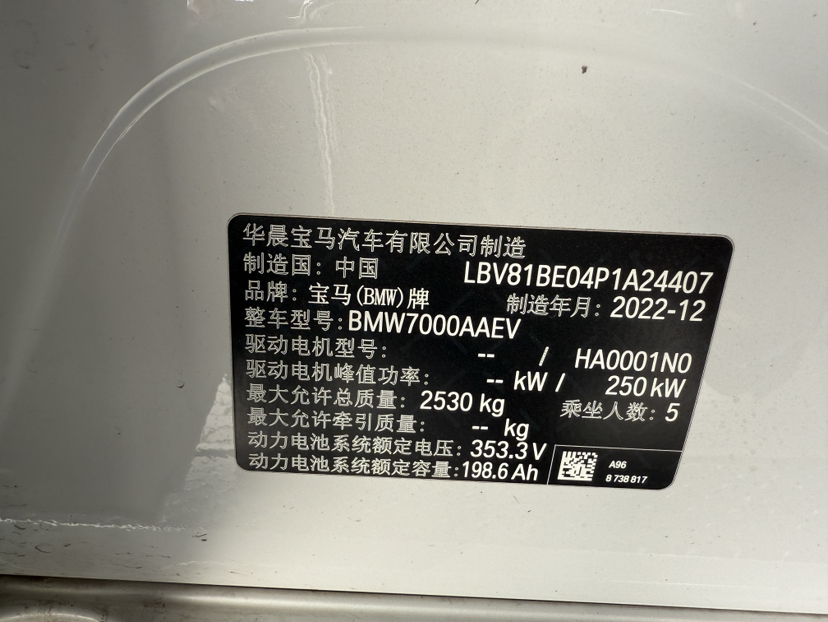 华晨宝马汽车有限公司制造
制造国：中国 LBV81BE04P1A24407
品牌：宝马(BMW)牌 制造年月：2022-12
整车型号：BMW7000AAEV
驱动电机型号： -- / HA0001N0
驱动电机峰值功率： -- kW / 250 kW
最大允许总质量： 2530 kg 乘坐人数：5
最大允许牵引质量： -- kg
动力电池系统额定电压：353.3 V
动力电池系统额定容量：198.6 Ah
A96
8 738 817